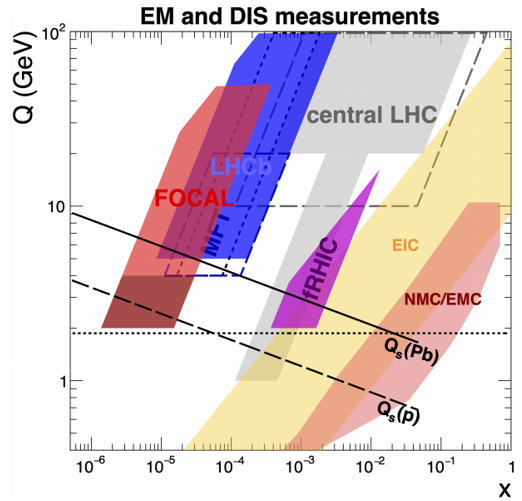 EM and DIS measurements
Q (GeV)
10²
central LHC
LHCb
FOCAL
10
MFT
fRHIC
EIC
NMC/EMC
Qs(Pb)
1
Qs(p)
10⁻⁶ 10⁻⁵ 10⁻⁴ 10⁻³ 10⁻² 10⁻¹ 1
x